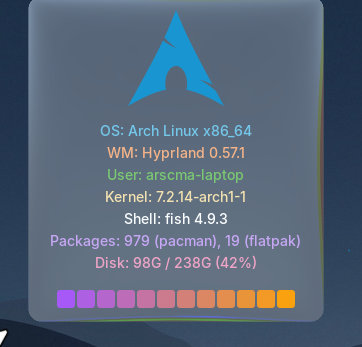 OS: Arch Linux x86_64
WM: Hyprland 0.57.1
User: arscma-laptop
Kernel: 7.2.14-arch1-1
Shell: fish 4.9.3
Packages: 979 (pacman), 19 (flatpak)
Disk: 98G / 238G (42%)